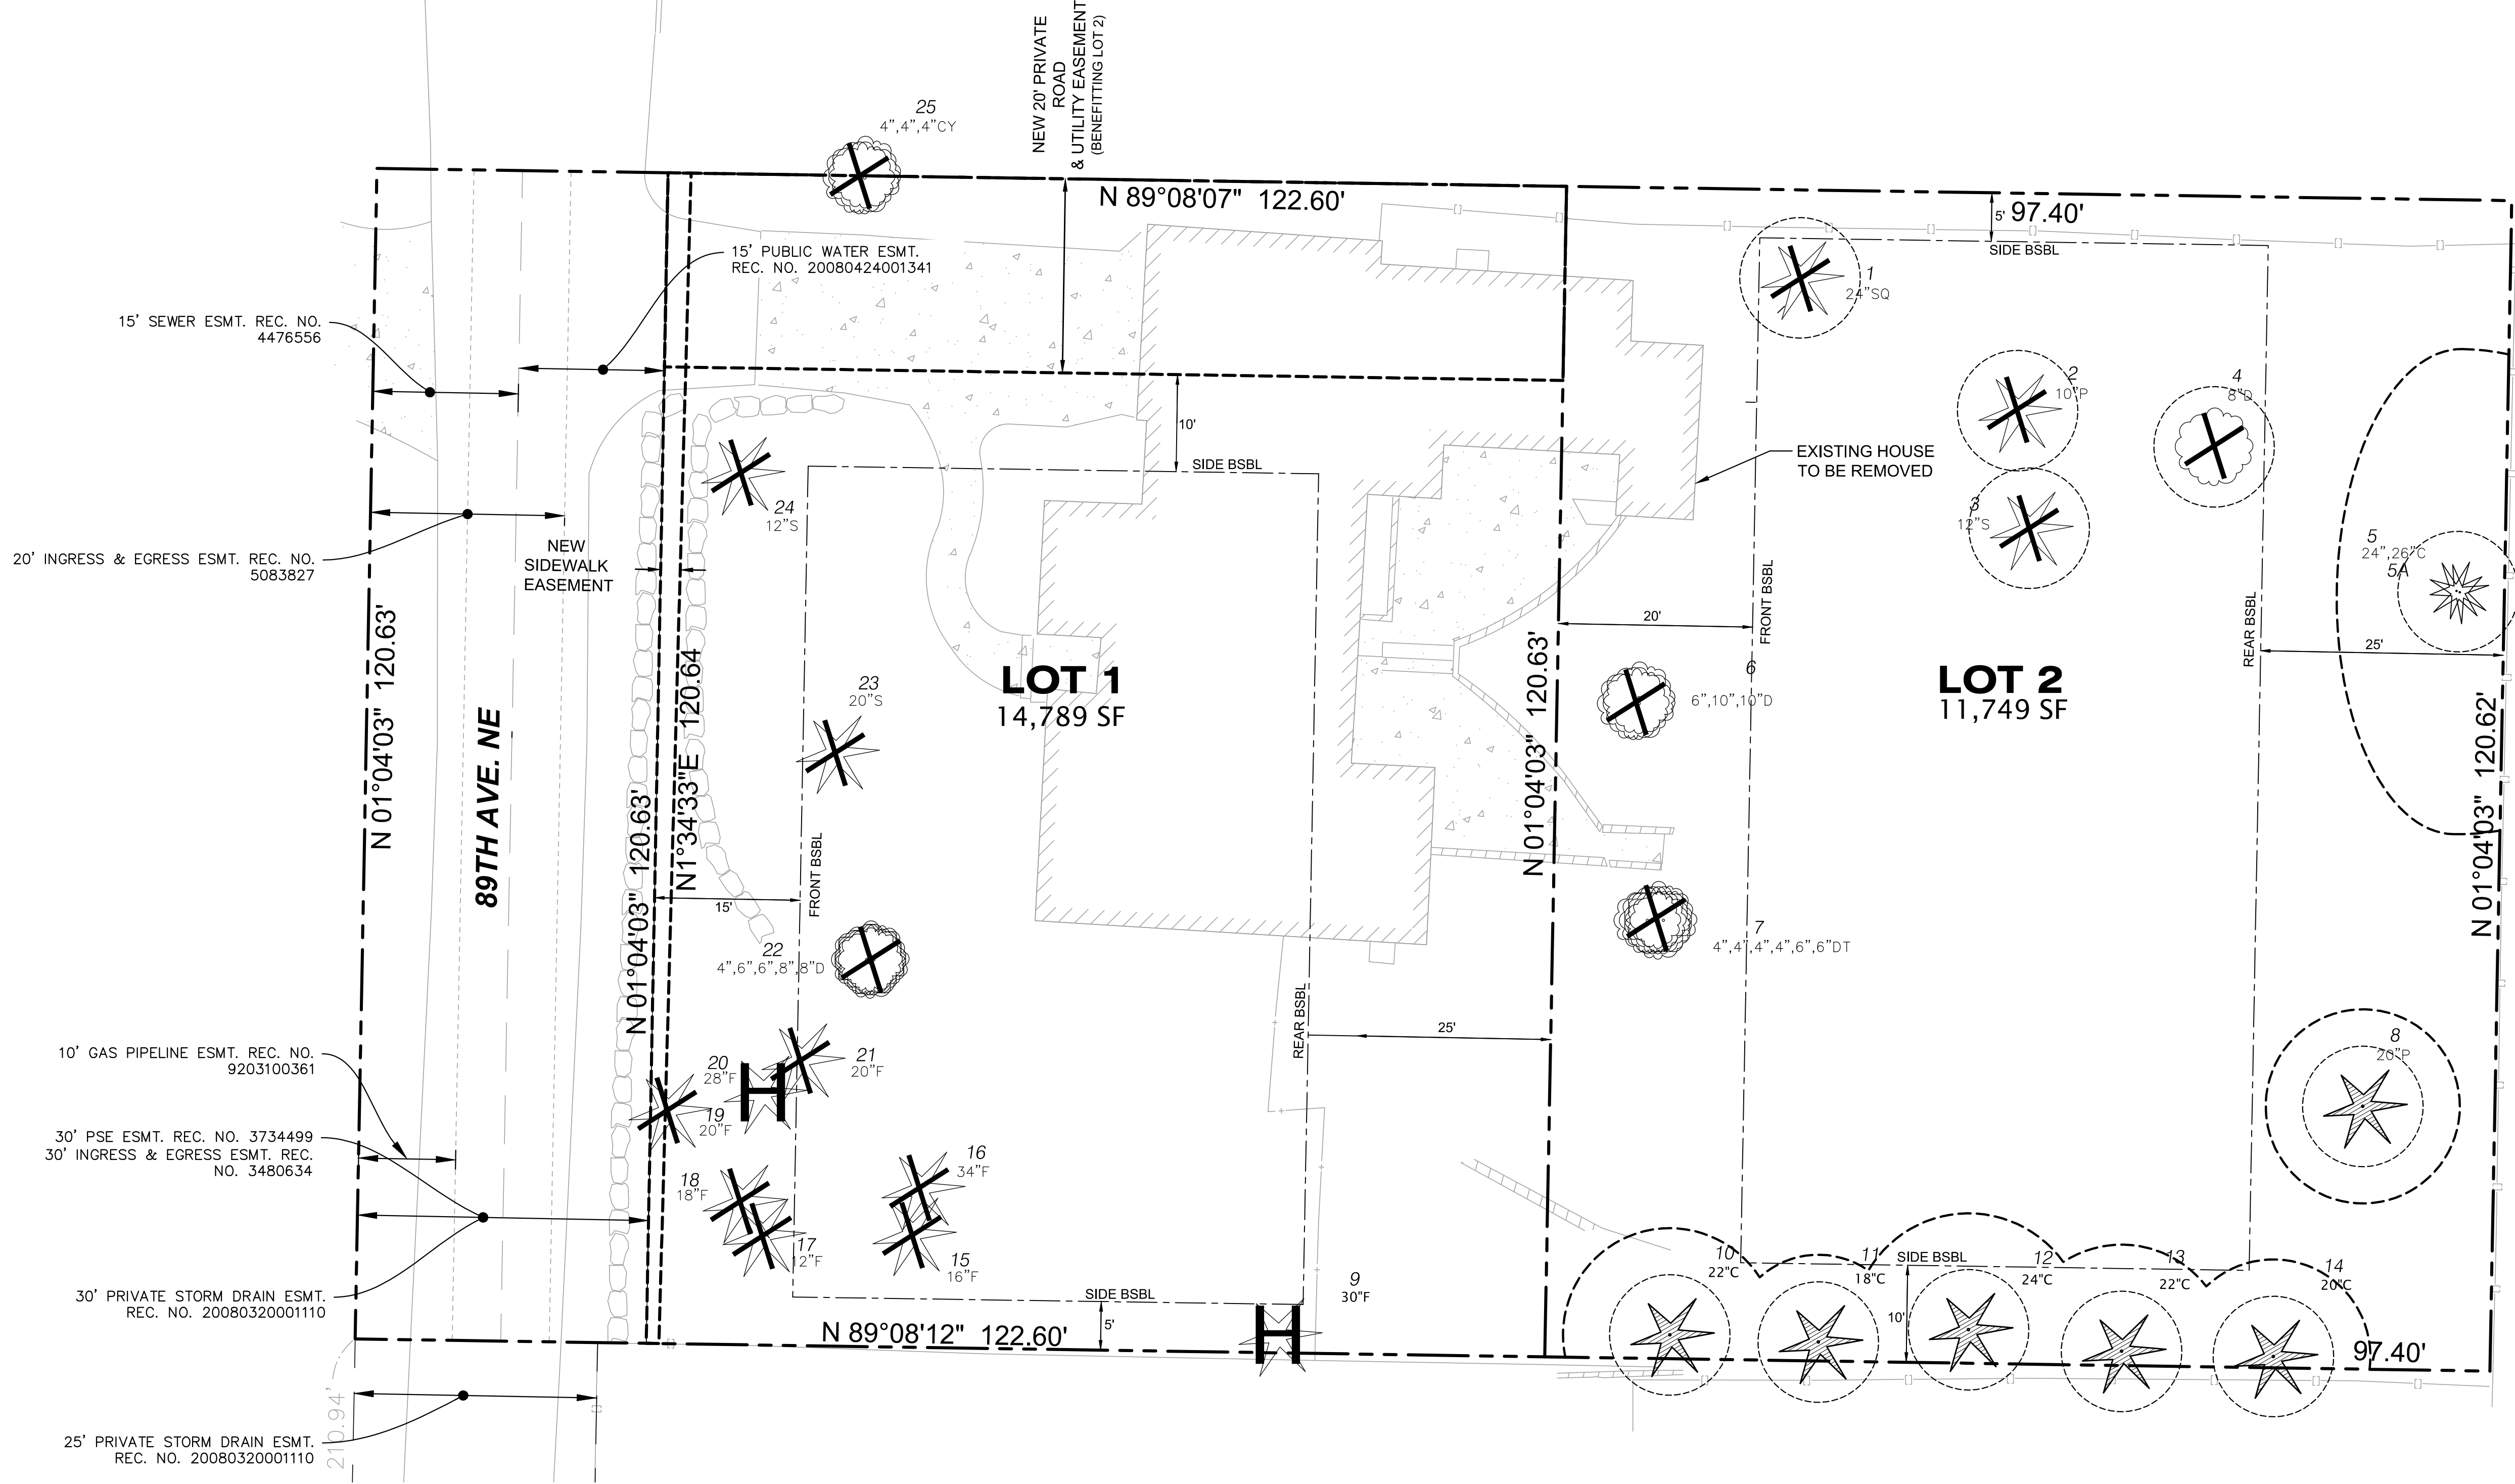 NEW 20' PRIVATE
ROAD
& UTILITY EASEMENT
(BENEFITTING LOT 2)
25
4",4",4"CY
N 89°08'07" 122.60'
5'
97.40'
SIDE BSBL
15' PUBLIC WATER ESMT.
REC. NO. 20080424001341
15' SEWER ESMT. REC. NO.
4476556
1
24"SQ
2
10"P
4
8"D
10'
SIDE BSBL
EXISTING HOUSE
TO BE REMOVED
24
12"S
3
12"S
5
24",26"C
5A
20' INGRESS & EGRESS ESMT. REC. NO.
5083827
NEW
SIDEWALK
EASEMENT
20'
FRONT BSBL
REAR BSBL
25'
N 01°04'03" 120.63'
89TH AVE. NE
N 01°04'03" 120.63'
N1°34'33"E 120.64
23
20"S
LOT 1
14,789 SF
N 01°04'03" 120.63'
6
6",10",10"D
LOT 2
11,749 SF
N 01°04'03" 120.62'
15'
FRONT BSBL
22
4",6",6",8",8"D
7
4",4",4",4",6",6"DT
REAR BSBL
25'
10' GAS PIPELINE ESMT. REC. NO.
9203100361
20
28"F
21
20"F
19
20"F
8
20"P
30' PSE ESMT. REC. NO. 3734499
30' INGRESS & EGRESS ESMT. REC.
NO. 3480634
18
18"F
16
34"F
17
12"F
15
16"F
9
30"F
10
22"C
11
18"C
SIDE BSBL
12
24"C
13
22"C
14
20"C
10'
30' PRIVATE STORM DRAIN ESMT.
REC. NO. 20080320001110
SIDE BSBL
5'
N 89°08'12" 122.60'
97.40'
210.94'
25' PRIVATE STORM DRAIN ESMT.
REC. NO. 20080320001110